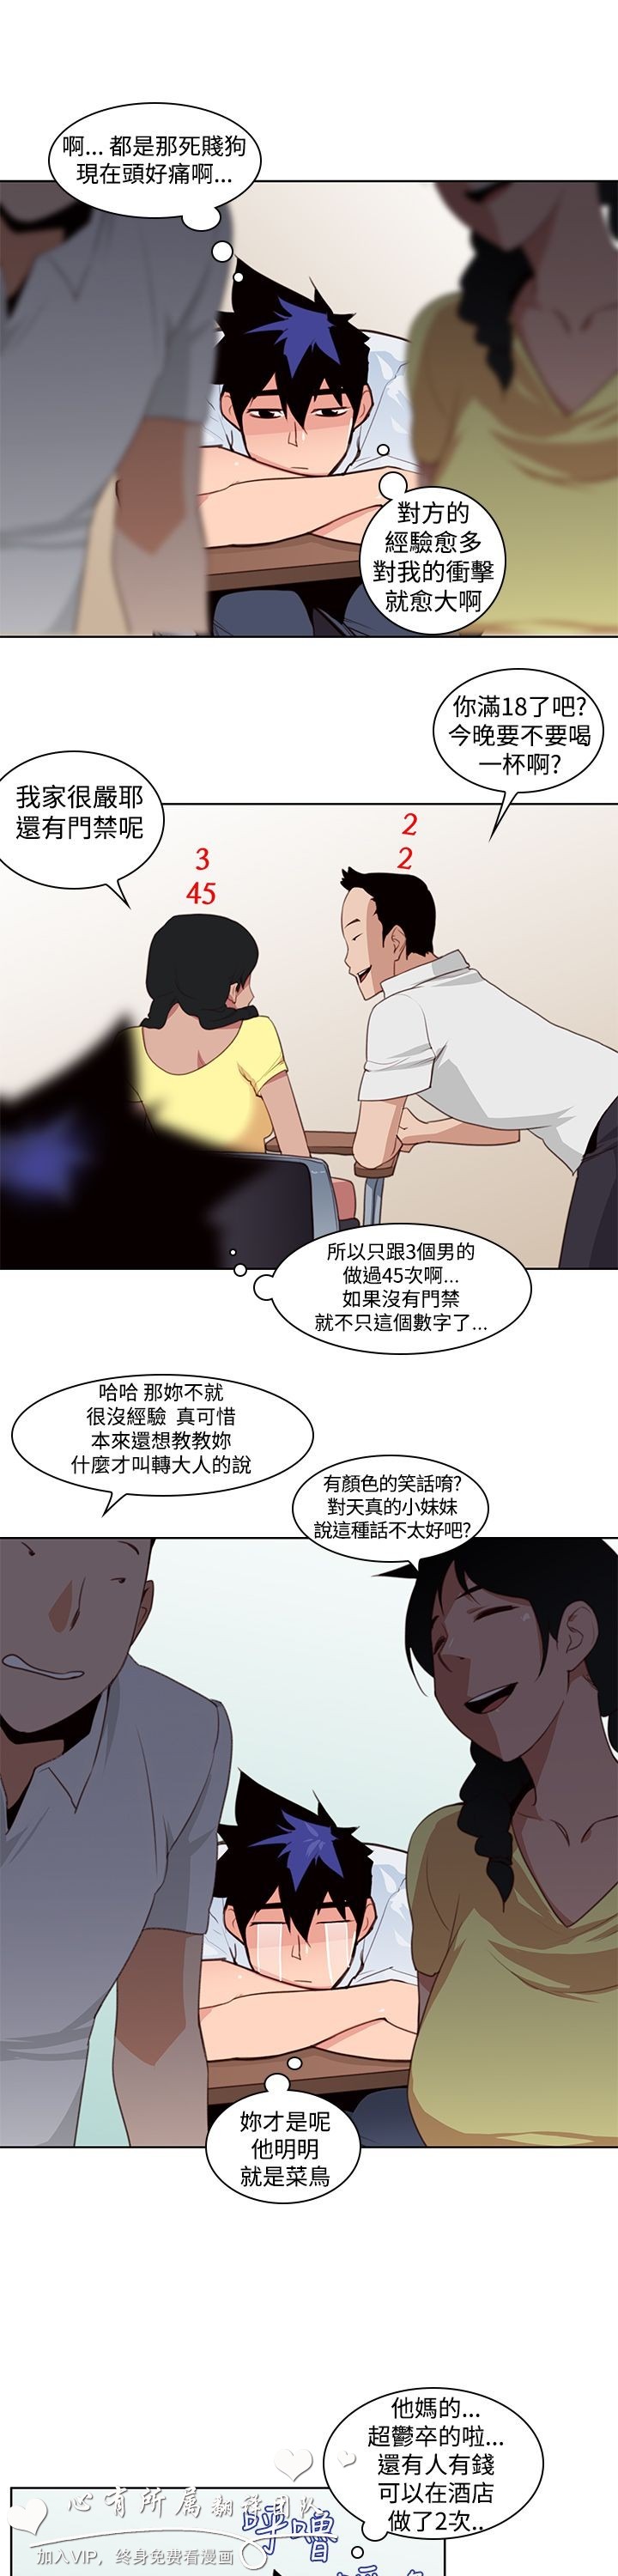 啊... 都是那死賤狗
現在頭好痛啊...
對方的
經驗愈多
對我的衝擊
就愈大啊
你滿18了吧?
今晚要不要喝
一杯啊?
我家很嚴耶
還有門禁呢
2
2
3
45
所以只跟3個男的
做過45次啊...
如果沒有門禁
就不只這個數字了...
哈哈 那妳不就
很沒經驗 真可惜
本來還想教教妳
什麼才叫轉大人的說
有顏色的笑話唷?
對天真的小妹妹
說這種話不太好吧?
妳才是呢
他明明
就是菜鳥
他媽的...
超鬱卒的啦...
還有人有錢
可以在酒店
做了2次..
心有所属翻译团队
加入VIP，终身免费看漫画
呼嚕